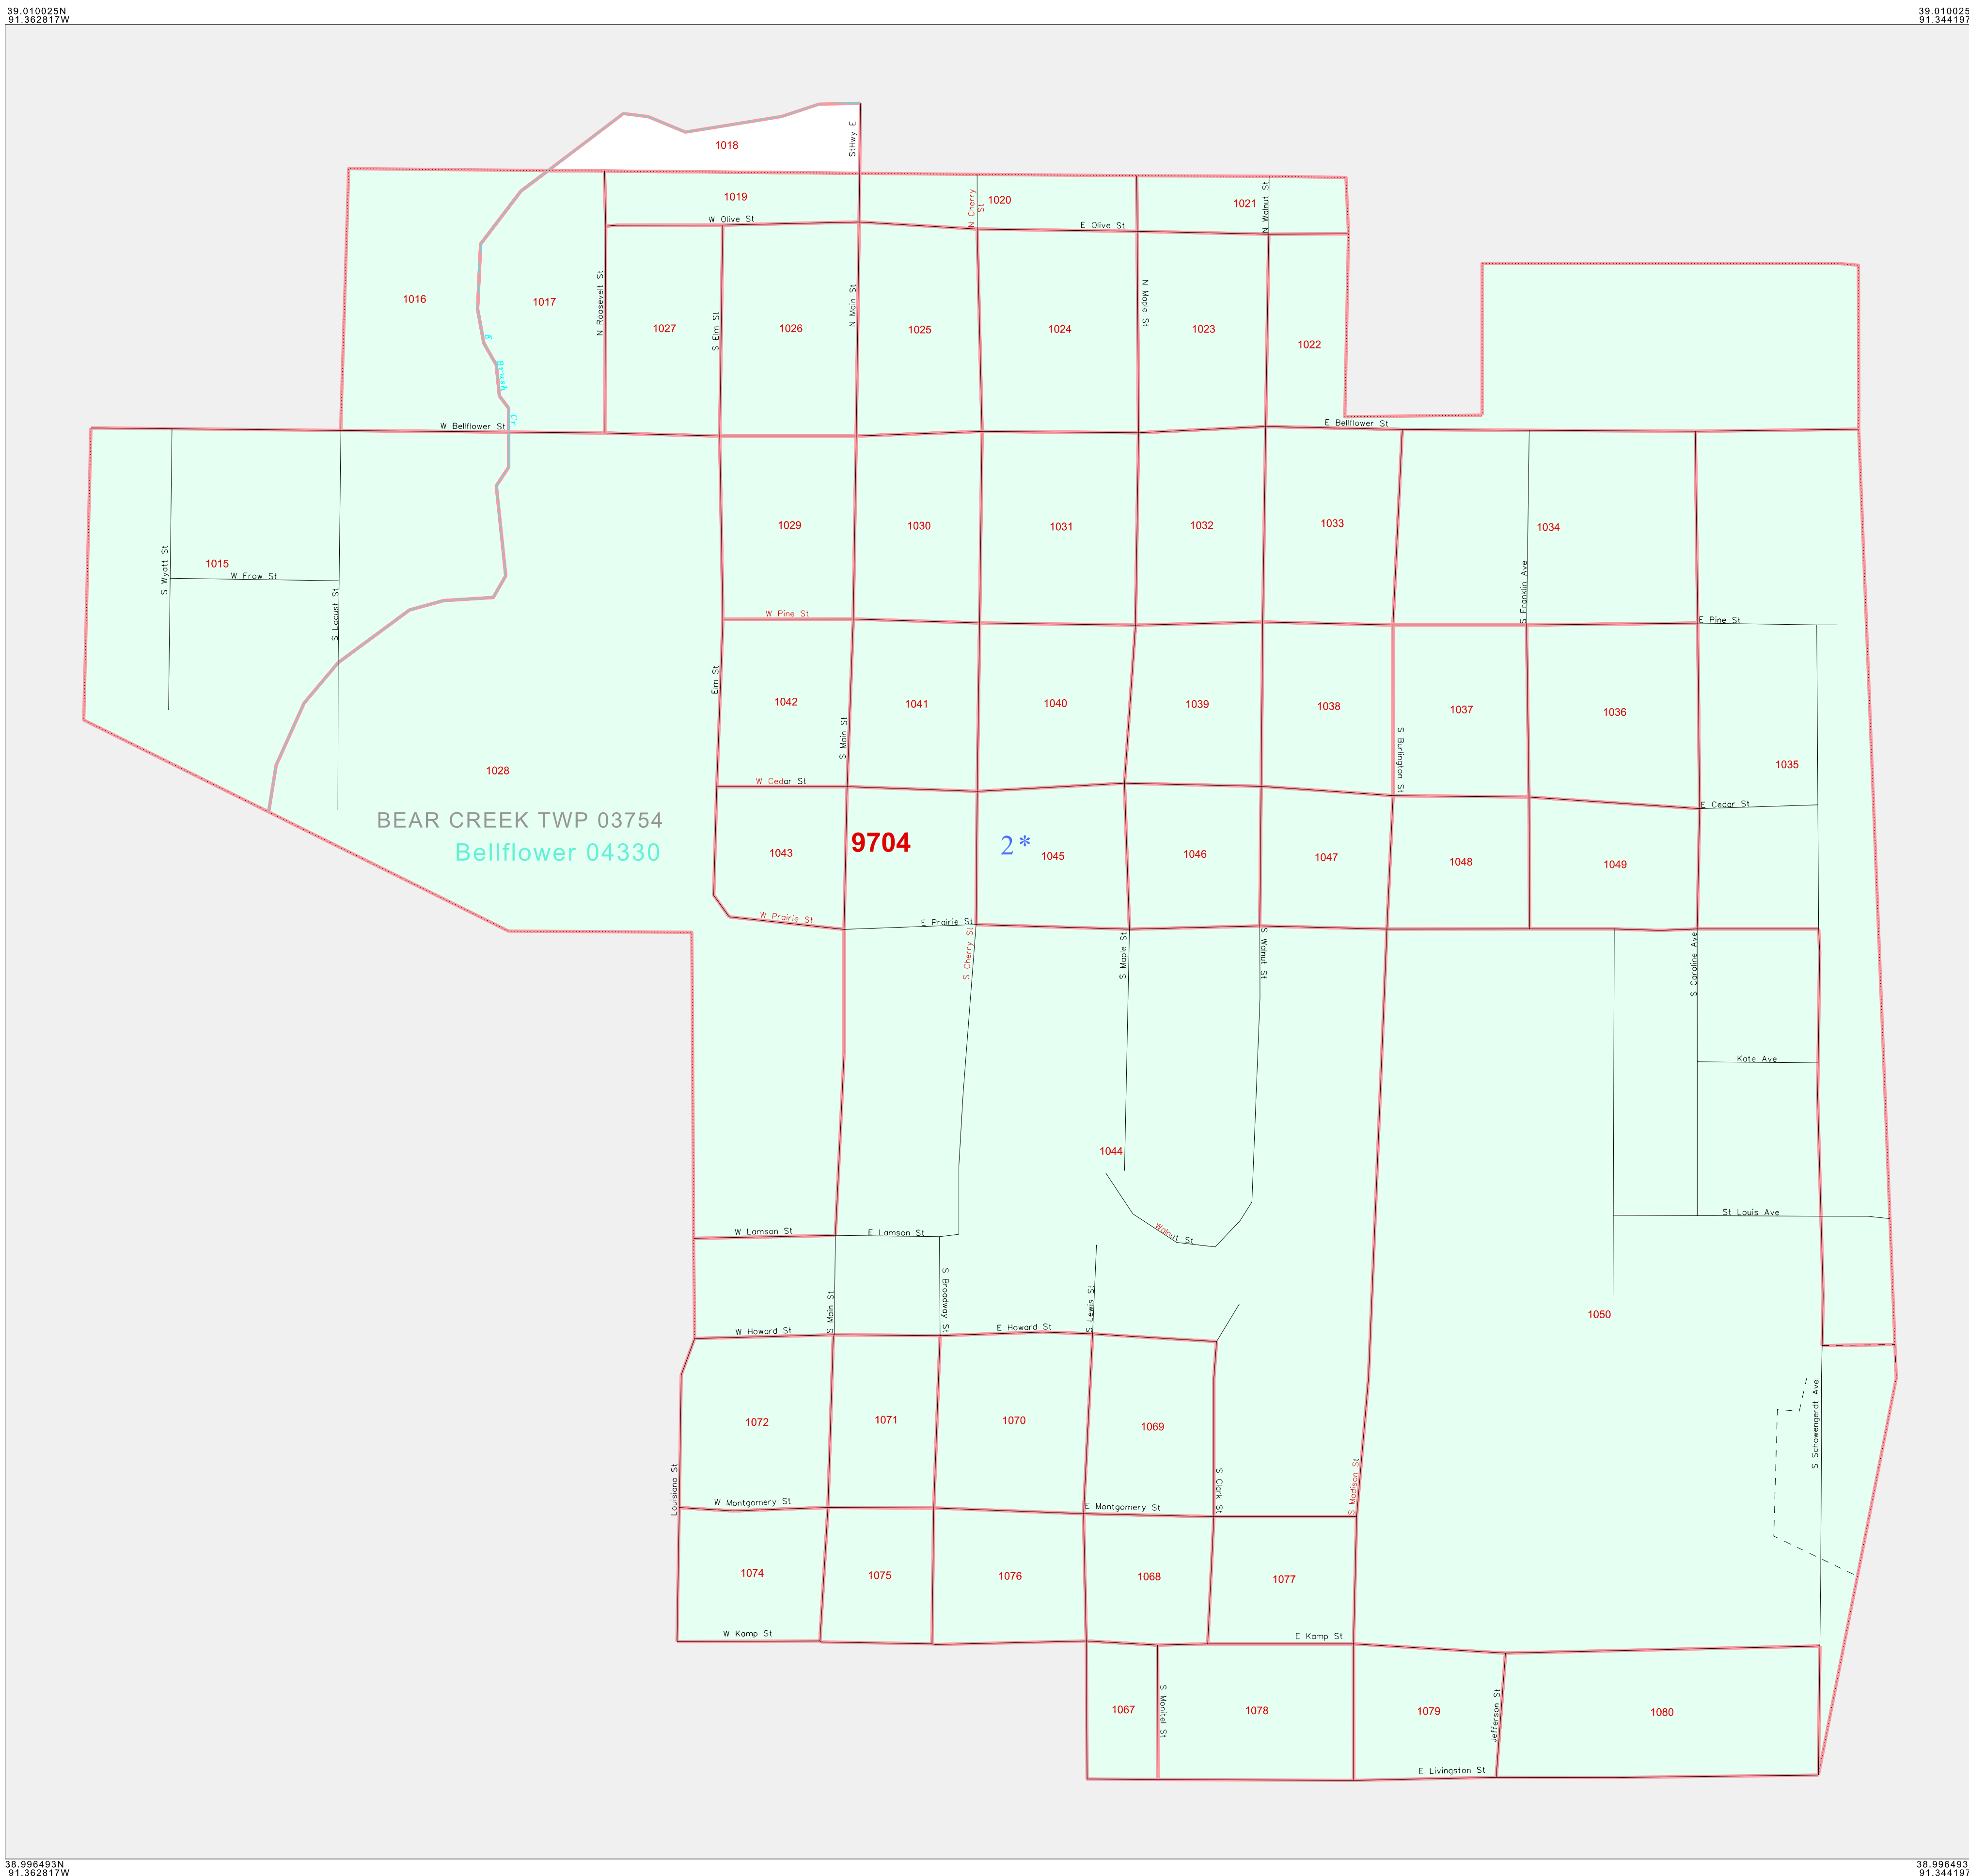 39.010025N
91.362817W
39.010025
91.344197
StHwy E
1018
1019
N Cherry St
1020
1021
N Walnut St
W Olive St
E Olive St
1016
1017
N Roosevelt St
1027
S Elm St
1026
N Main St
1025
1024
N Maple St
1023
1022
E Brush Cr
W Bellflower St
E Bellflower St
S Wyatt St
1015
W Frow St
S Locust St
1029
1030
1031
1032
1033
S Franklin Ave
1034
W Pine St
E Pine St
Elm St
1042
S Main St
1041
1040
1039
1038
S Burlington St
1037
1036
1035
1028
W Cedar St
E Cedar St
BEAR CREEK TWP 03754
Bellflower 04330
1043
9704
2*
1045
1046
1047
1048
1049
W Prairie St
E Prairie St
S Cherry St
S Maple St
S Walnut St
S Caroline Ave
Kate Ave
1044
Walnut St
St Louis Ave
W Lamson St
E Lamson St
S Main St
S Broadway St
S Lewis St
1050
W Howard St
E Howard St
1072
1071
1070
1069
S Schowengerdt Ave
Louisiana St
W Montgomery St
E Montgomery St
S Clark St
S Madison St
1074
1075
1076
1068
1077
W Kamp St
E Kamp St
1067
S Monitel St
1078
1079
Jefferson St
1080
E Livingston St
38.996493N
91.362817W
38.996493
91.344197